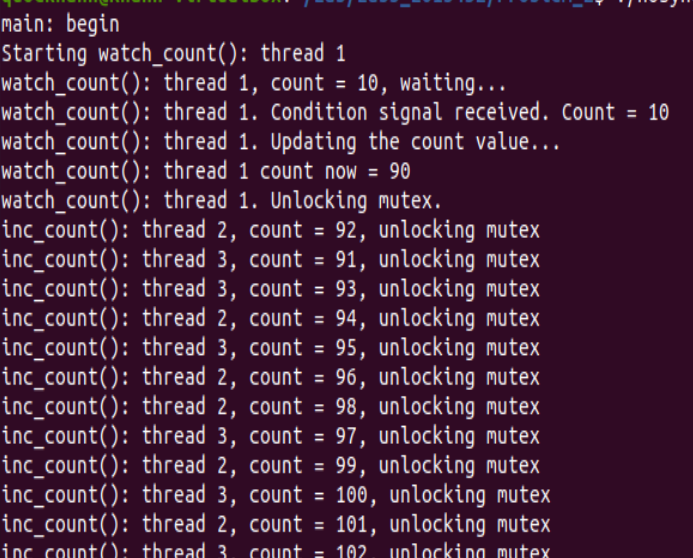 main: begin
Starting watch_count(): thread 1
watch_count(): thread 1, count = 10, waiting...
watch_count(): thread 1. Condition signal received. Count = 10
watch_count(): thread 1. Updating the count value...
watch_count(): thread 1 count now = 90
watch_count(): thread 1. Unlocking mutex.
inc_count(): thread 2, count = 92, unlocking mutex
inc_count(): thread 3, count = 91, unlocking mutex
inc_count(): thread 3, count = 93, unlocking mutex
inc_count(): thread 2, count = 94, unlocking mutex
inc_count(): thread 3, count = 95, unlocking mutex
inc_count(): thread 2, count = 96, unlocking mutex
inc_count(): thread 2, count = 98, unlocking mutex
inc_count(): thread 3, count = 97, unlocking mutex
inc_count(): thread 2, count = 99, unlocking mutex
inc_count(): thread 3, count = 100, unlocking mutex
inc_count(): thread 2, count = 101, unlocking mutex
inc_count(): thread 3, count = 102, unlocking mutex